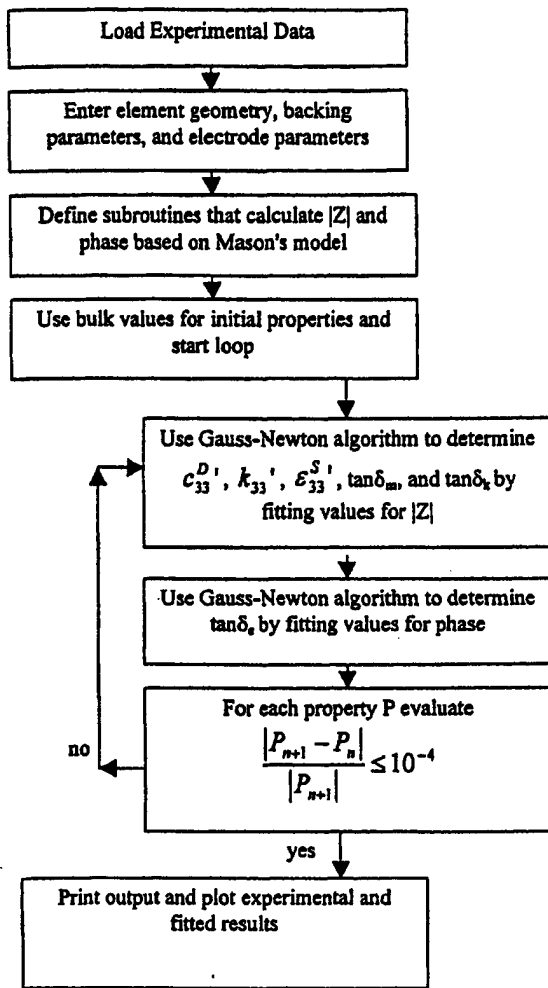 Load Experimental Data
Enter element geometry, backing
parameters, and electrode parameters
Define subroutines that calculate |Z| and
phase based on Mason's model
Use bulk values for initial properties and
start loop
Use Gauss-Newton algorithm to determine
c₃₃ᴰ', k₃₃', ε₃₃ˢ', tanδₘ, and tanδₖ by
fitting values for |Z|
Use Gauss-Newton algorithm to determine
tanδₑ by fitting values for phase
For each property P evaluate
|Pₙ₊₁ − Pₙ|
|Pₙ₊₁|
≤10⁻⁴
no
yes
Print output and plot experimental and
fitted results